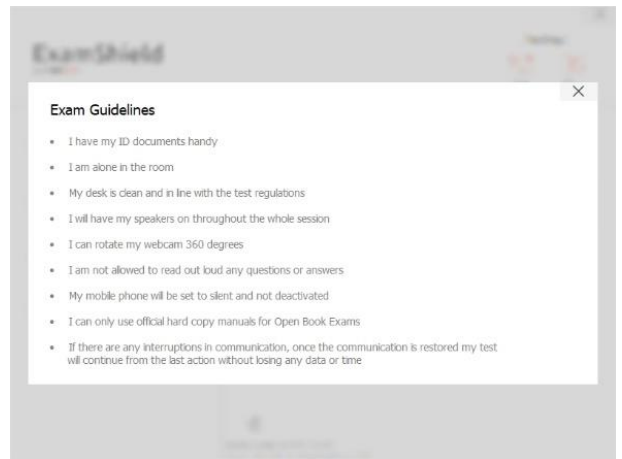 ExamShield
Exam Guidelines
• I have my ID documents handy
• I am alone in the room
• My desk is clean and in line with the test regulations
• I will have my speakers on throughout the whole session
• I can rotate my webcam 360 degrees
• I am not allowed to read out loud any questions or answers
• My mobile phone will be set to silent and not deactivated
• I can only use official hard copy manuals for Open Book Exams
• If there are any interruptions in communication, once the communication is restored my test
will continue from the last action without losing any data or time